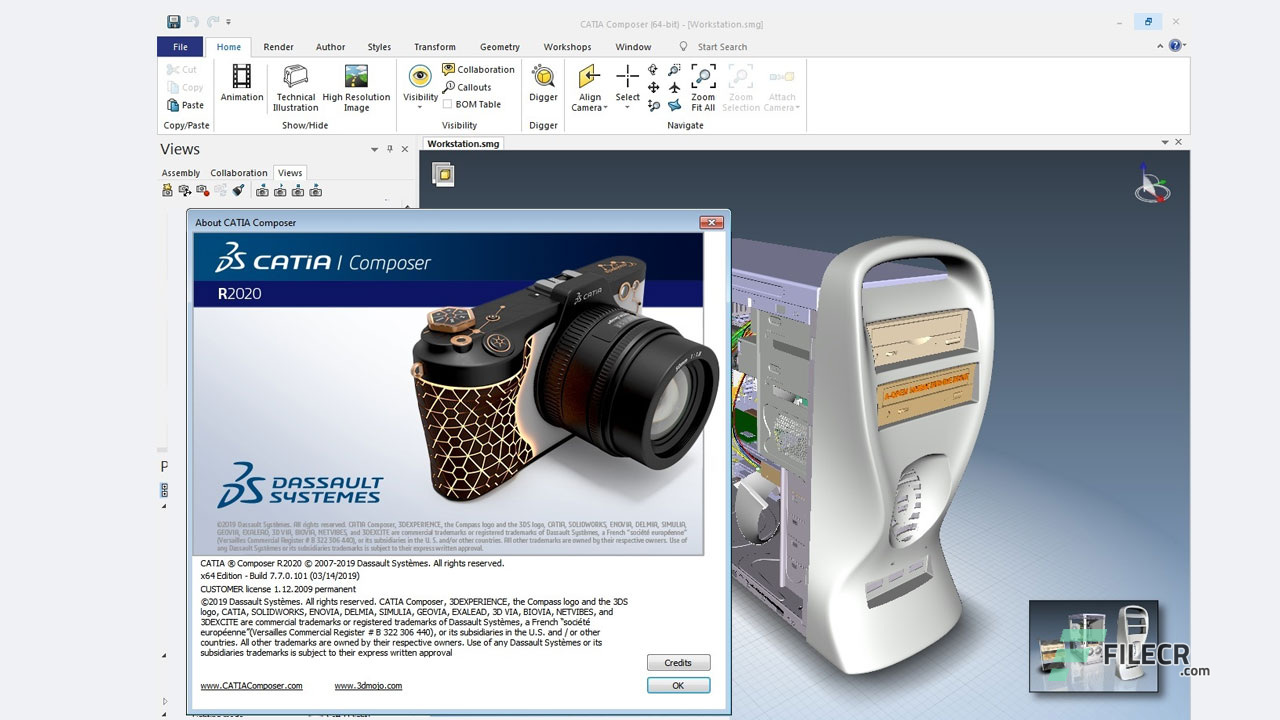 CATIA Composer (64-bit) - [Workstation.smg]
File Home Render Author Styles Transform Geometry Workshops Window Start Search
Cut
Copy
Paste
Copy/Paste
Animation
Technical
Illustration
High Resolution
Image
Show/Hide
Visibility
Collaboration
Callouts
BOM Table
Visibility
Digger
Digger
Align
Camera
Select
Zoom
Fit All
Zoom
Selection
Attach
Camera
Navigate
Views
Workstation.smg
Assembly Collaboration Views
About CATIA Composer
3S CATIA | Composer
R2020
CATIA
3S DASSAULT
SYSTEMES
©2019 Dassault Systèmes. All rights reserved. CATIA Composer, 3DEXPERIENCE, the Compass logo and the 3DS logo, CATIA, SOLIDWORKS, ENOVIA, DELMIA, SIMULIA,
GEOVIA, EXALEAD, 3D VIA, BIOVIA, NETVIBES, and 3DEXCITE are commercial trademarks or registered trademarks of Dassault Systèmes, a French "société européenne"
(Versailles Commercial Register # B 322 306 440), or its subsidiaries in the U.S. and/or other countries. All other trademarks are owned by their respective owners. Use of
any Dassault Systèmes or its subsidiaries trademarks is subject to their express written approval.
CATIA ® Composer R2020 © 2007-2019 Dassault Systèmes. All rights reserved.
x64 Edition - Build 7.7.0.101 (03/14/2019)
CUSTOMER license 1.12.2009 permanent
©2019 Dassault Systèmes. All rights reserved. CATIA Composer, 3DEXPERIENCE, the Compass logo and the 3DS
logo, CATIA, SOLIDWORKS, ENOVIA, DELMIA, SIMULIA, GEOVIA, EXALEAD, 3D VIA, BIOVIA, NETVIBES, and
3DEXCITE are commercial trademarks or registered trademarks of Dassault Systèmes, a French "société
européenne"(Versailles Commercial Register # B 322 306 440), or its subsidiaries in the U.S. and / or other
countries. All other trademarks are owned by their respective owners. Use of any Dassault Systèmes or its
subsidiaries trademarks is subject to their express written approval
Credits
www.CATIAComposer.com www.3dmojo.com
OK
P
FILECR
.com